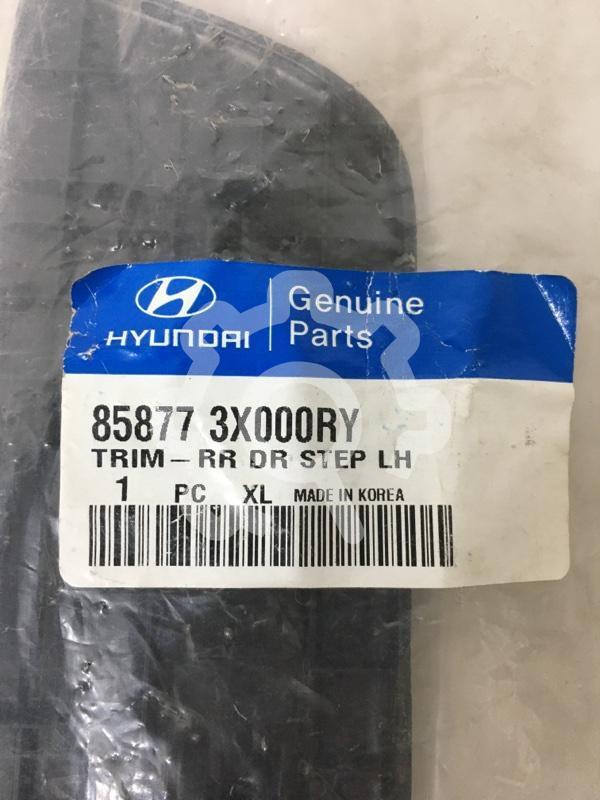 HYUNDAI
Genuine
Parts
85877 3X000RY
TRIM-RR DR STEP LH
1 PC XL MADE IN KOREA